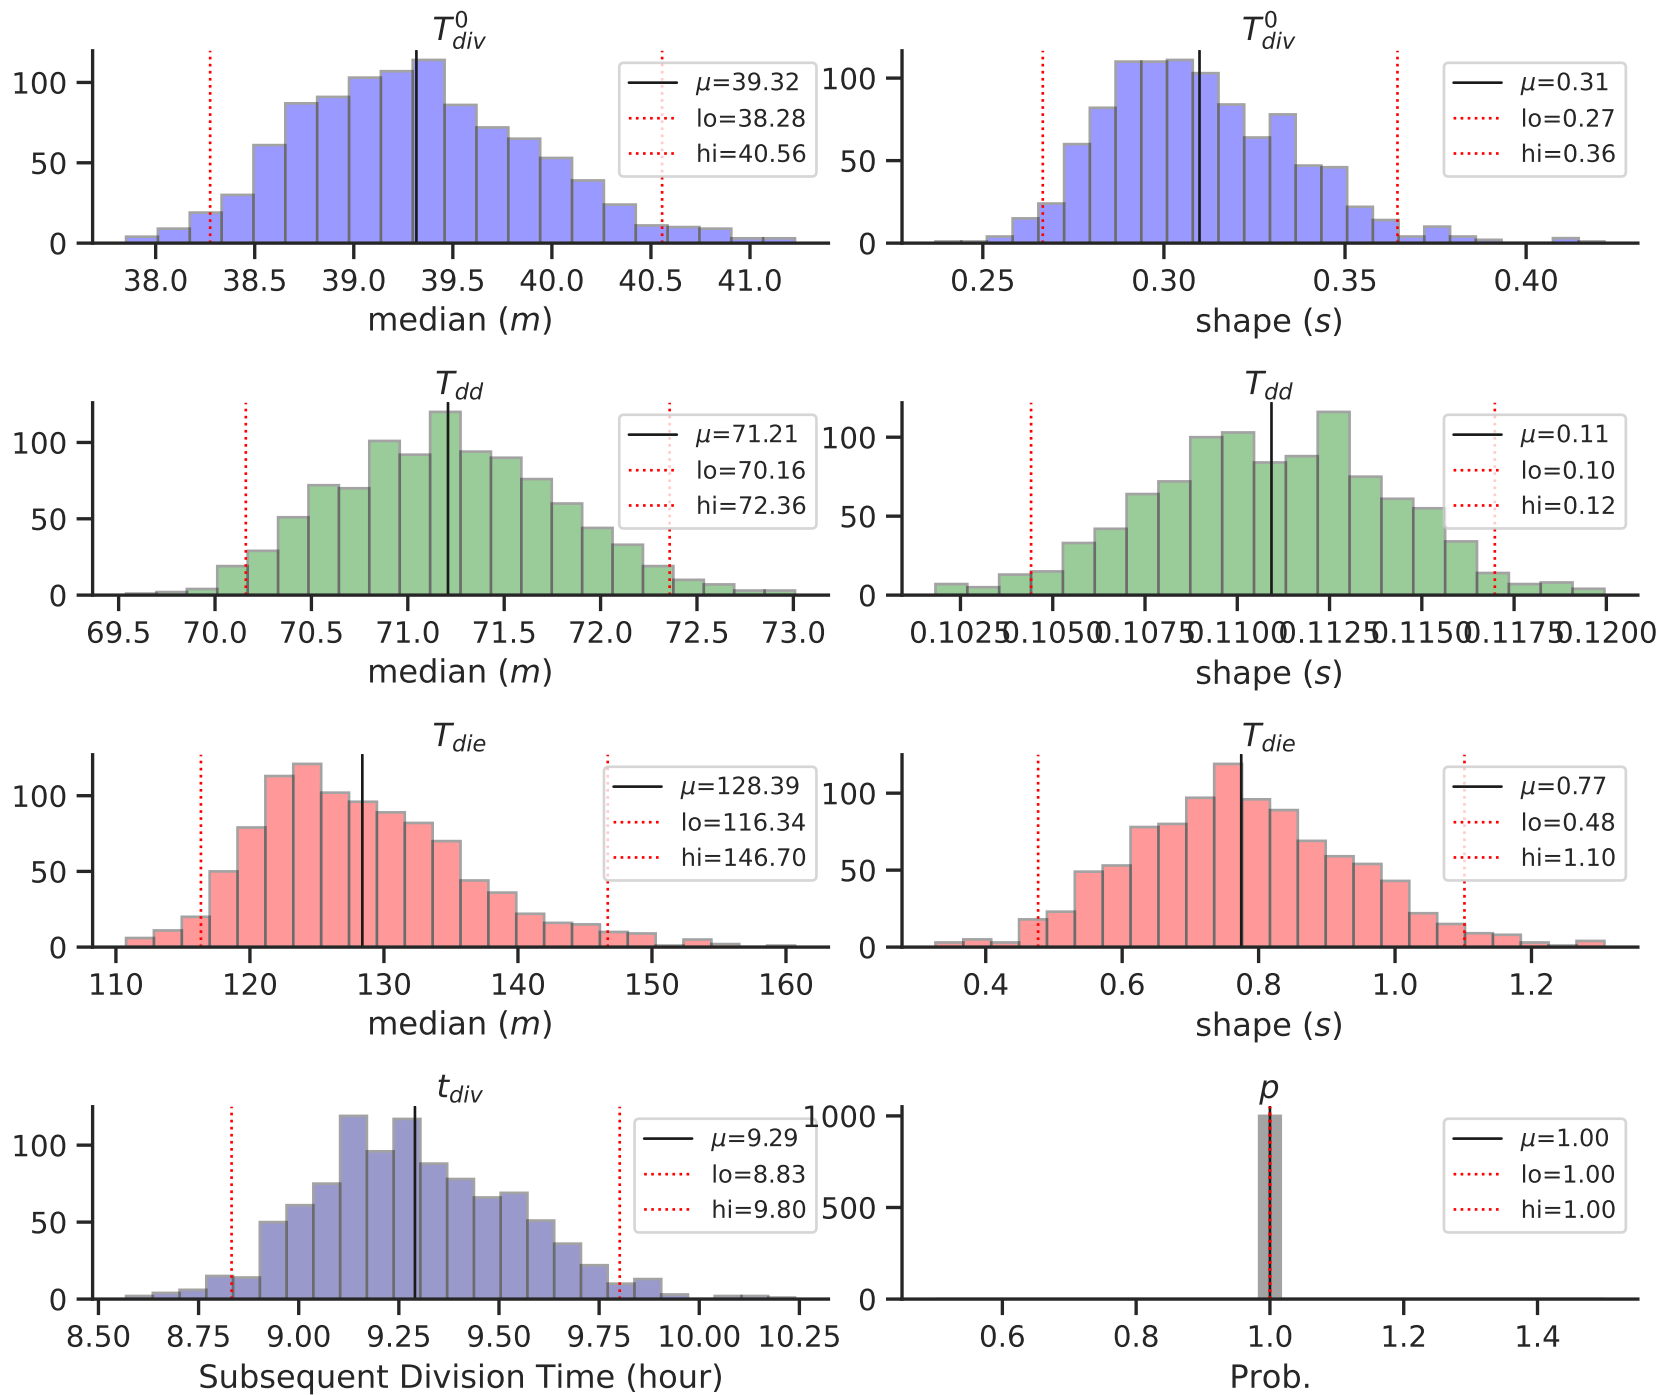 T⁰div
100
50
0
38.0 38.5 39.0 39.5 40.0 40.5 41.0
median (m)
μ=39.32
lo=38.28
hi=40.56
T⁰div
100
50
0
0.25 0.30 0.35 0.40
shape (s)
μ=0.31
lo=0.27
hi=0.36
Tdd
100
50
0
69.5 70.0 70.5 71.0 71.5 72.0 72.5 73.0
median (m)
μ=71.21
lo=70.16
hi=72.36
Tdd
100
50
0
0.1025 0.1050 0.1075 0.1100 0.1125 0.1150 0.1175 0.1200
shape (s)
μ=0.11
lo=0.10
hi=0.12
Tdie
100
50
0
110 120 130 140 150 160
median (m)
μ=128.39
lo=116.34
hi=146.70
Tdie
100
50
0
0.4 0.6 0.8 1.0 1.2
shape (s)
μ=0.77
lo=0.48
hi=1.10
tdiv
100
50
0
8.50 8.75 9.00 9.25 9.50 9.75 10.00 10.25
Subsequent Division Time (hour)
μ=9.29
lo=8.83
hi=9.80
p
1000
500
0
0.6 0.8 1.0 1.2 1.4
Prob.
μ=1.00
lo=1.00
hi=1.00